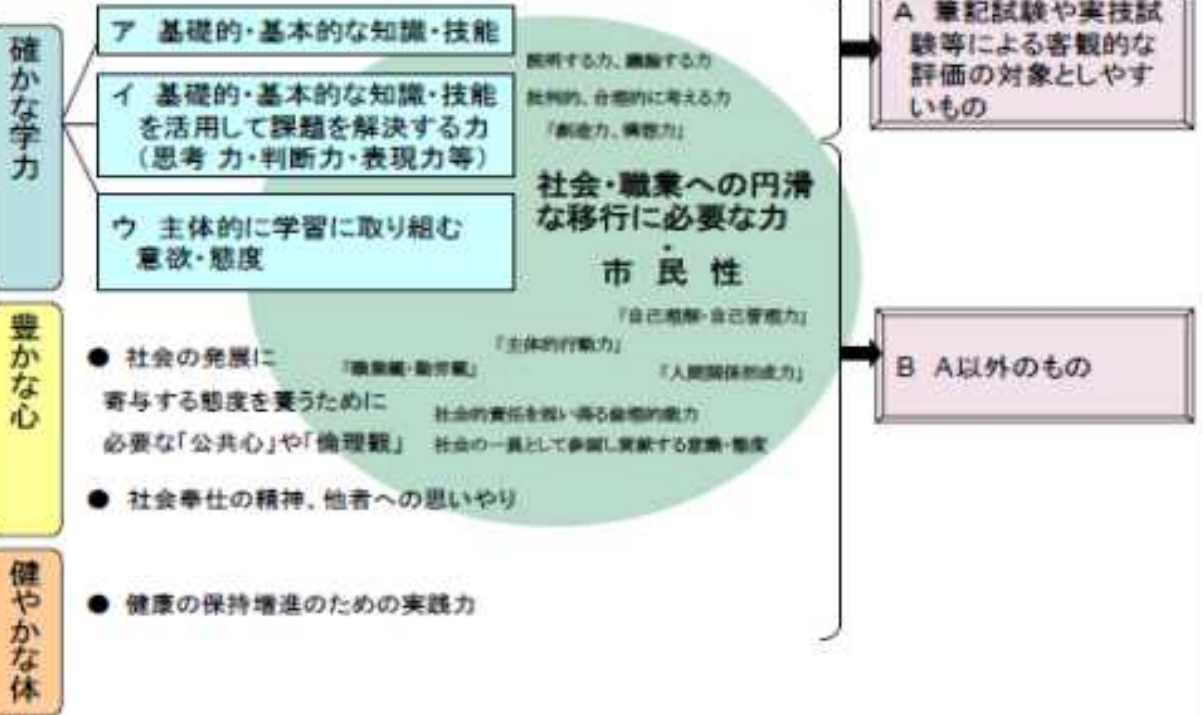 確かな学力
ア 基礎的・基本的な知識・技能
イ 基礎的・基本的な知識・技能
を活用して課題を解決する力
(思考 力・判断力・表現力等)
ウ 主体的に学習に取り組む
意欲・態度
説明する力、議論する力
批判的、合理的に考える力
「創造力、構想力」
社会・職業への円滑
な移行に必要な力
・
市 民 性
「自己理解・自己管理力」
「主体的行動力」
「職業観・勤労観」
「人間関係形成力」
社会的責任を担い得る倫理的能力
社会の一員として参画し貢献する意識・態度
豊かな心
● 社会の発展に
寄与する態度を養うために
必要な「公共心」や「倫理観」
● 社会奉仕の精神、他者への思いやり
健やかな体
● 健康の保持増進のための実践力
A 筆記試験や実技試
験等による客観的な
評価の対象としやす
いもの
B A以外のもの